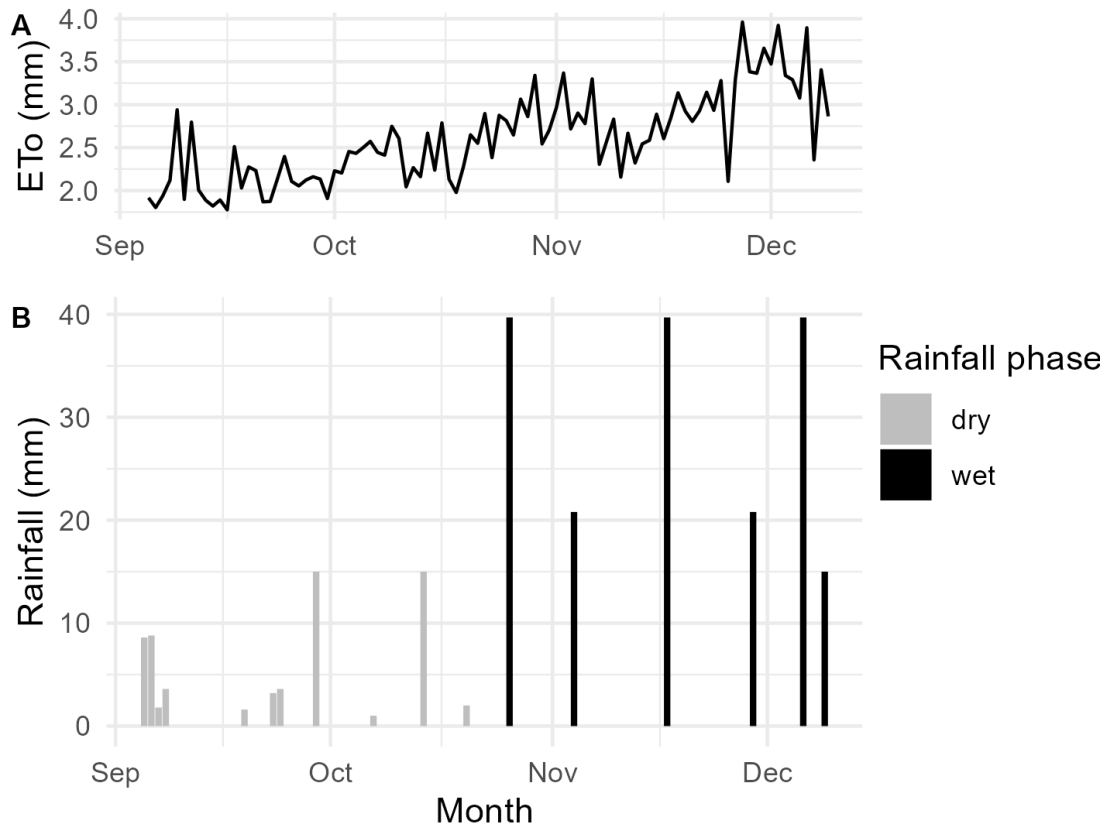 A
ETo (mm)
4.0
3.5
3.0
2.5
2.0
Sep Oct Nov Dec
B
Rainfall (mm)
40
30
20
10
0
Sep Oct Nov Dec
Month
Rainfall phase
dry
wet